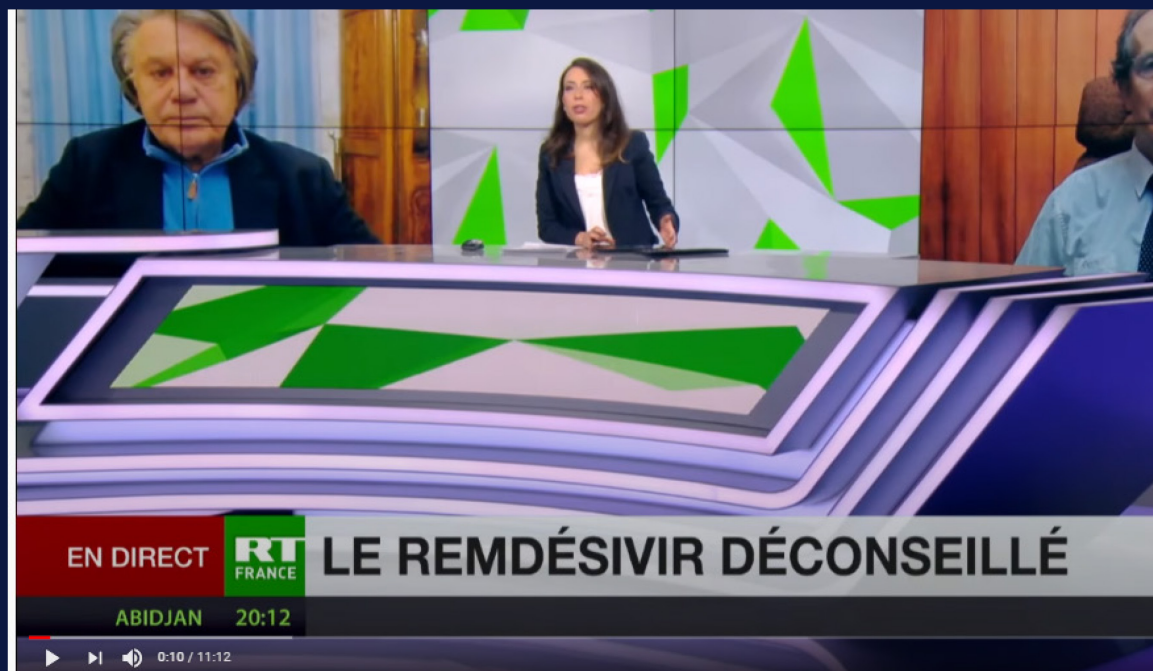 EN DIRECT
RT
FRANCE
LE REMDÉSIVIR DÉCONSEILLÉ
ABIDJAN 20:12
0:10 / 11:12